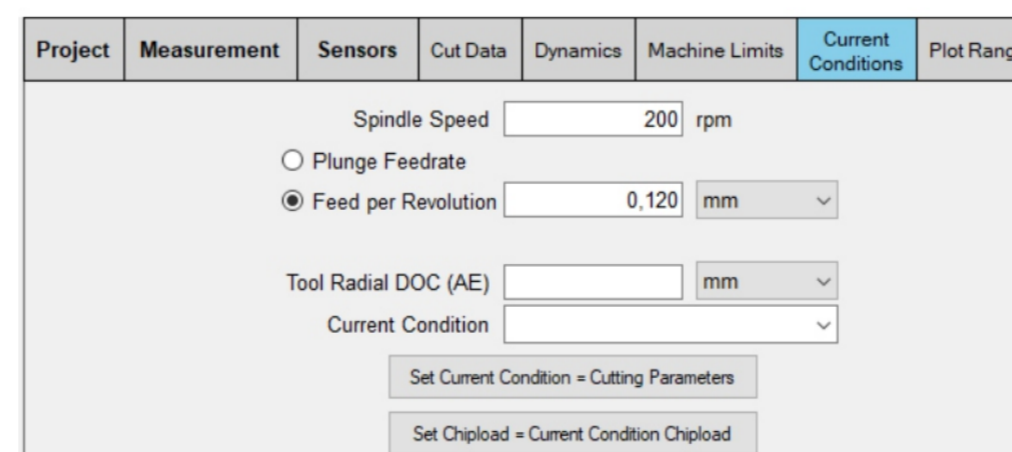 Project Measurement Sensors Cut Data Dynamics Machine Limits Current Conditions Plot Rang
Spindle Speed 200 rpm
Plunge Feedrate
Feed per Revolution 0,120 mm
Tool Radial DOC (AE) mm
Current Condition
Set Current Condition = Cutting Parameters
Set Chipload = Current Condition Chipload